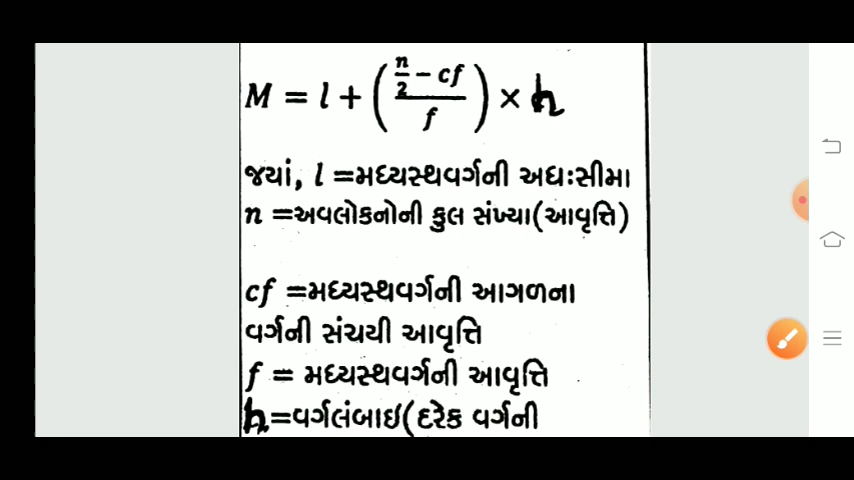 M = l + ( (n/2 − cf) / f ) × h
જ્યાં, l =મધ્યસ્થવર્ગની અધઃસીમા
n =અવલોકનોની કુલ સંખ્યા(આવૃત્તિ)
cf =મધ્યસ્થવર્ગની આગળના
વર્ગની સંચયી આવૃત્તિ
f = મધ્યસ્થવર્ગની આવૃત્તિ
h=વર્ગલંબાઇ(દરેક વર્ગની